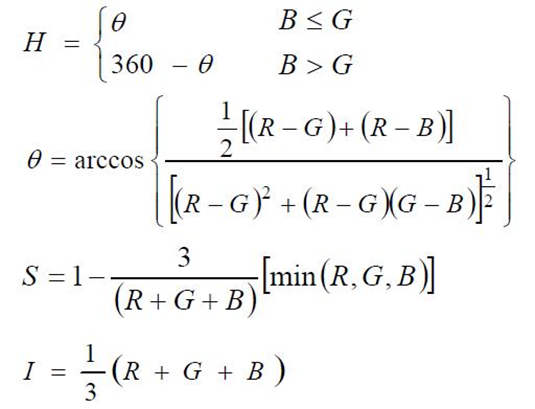 H = { θ B ≤ G
360 − θ B > G
θ = arccos { 1/2 [(R − G) + (R − B)] / [(R − G)² + (R − G)(G − B)]^{1/2} }
S = 1 − 3/(R + G + B) [min(R, G, B)]
I = 1/3 (R + G + B)